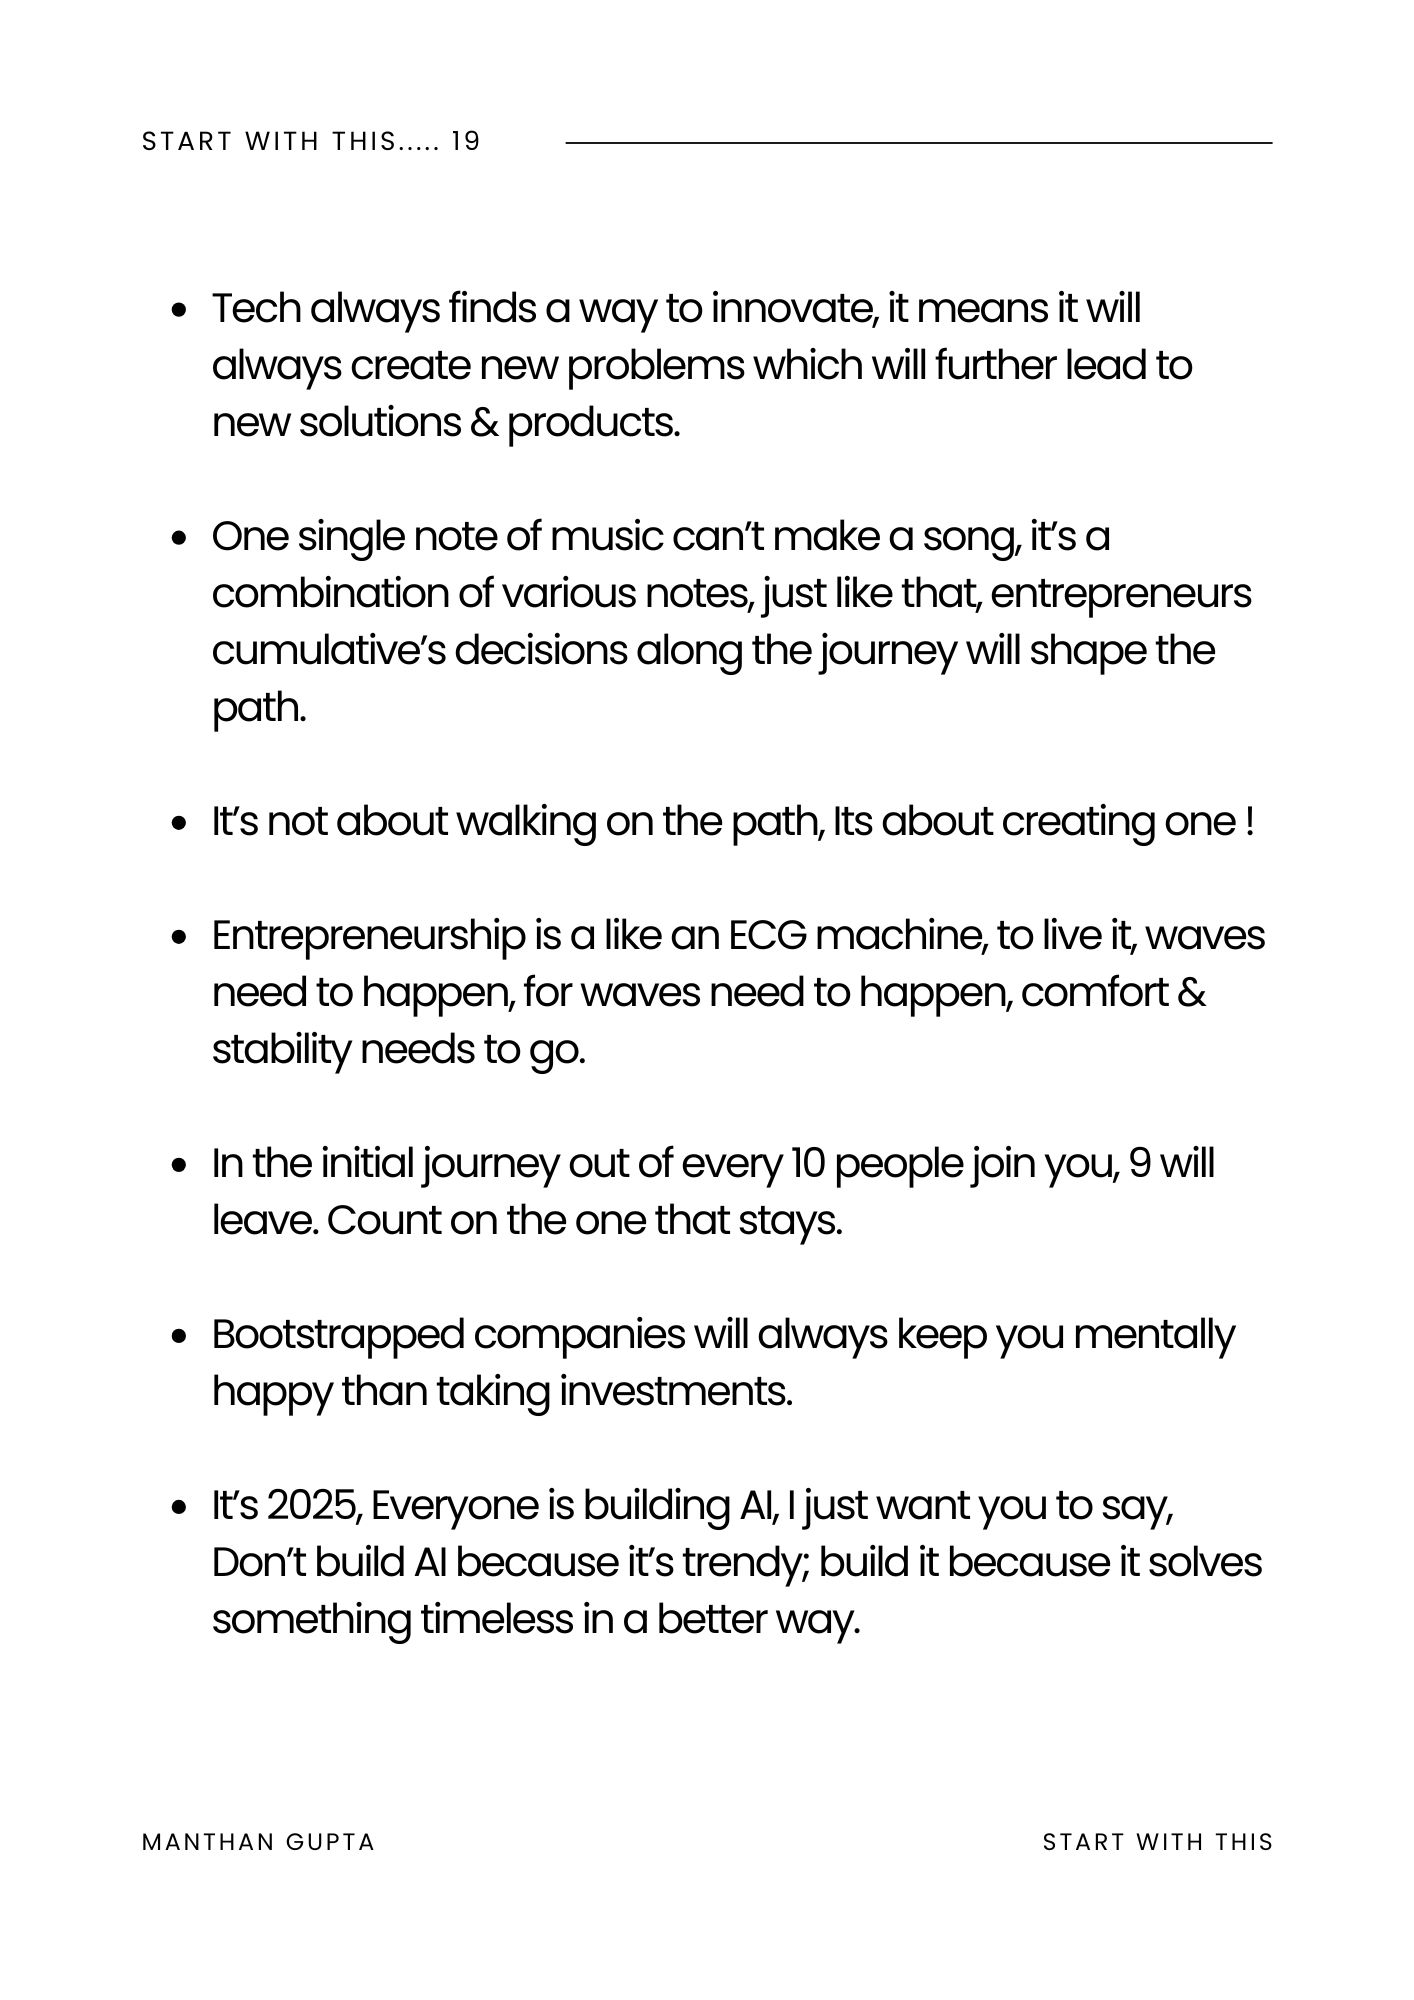 START WITH THIS..... 19
• Tech always finds a way to innovate, it means it will
always create new problems which will further lead to
new solutions & products.
• One single note of music can’t make a song, it’s a
combination of various notes, just like that, entrepreneurs
cumulative’s decisions along the journey will shape the
path.
• It’s not about walking on the path, Its about creating one !
• Entrepreneurship is a like an ECG machine, to live it, waves
need to happen, for waves need to happen, comfort &
stability needs to go.
• In the initial journey out of every 10 people join you, 9 will
leave. Count on the one that stays.
• Bootstrapped companies will always keep you mentally
happy than taking investments.
• It’s 2025, Everyone is building AI, I just want you to say,
Don’t build AI because it’s trendy; build it because it solves
something timeless in a better way.
MANTHAN GUPTA
START WITH THIS